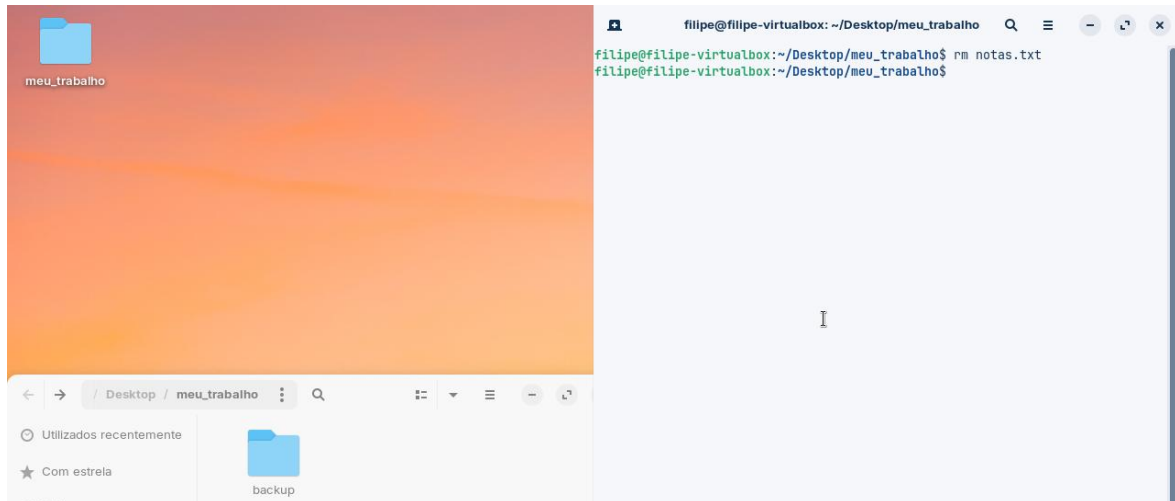 meu_trabalho
filipe@filipe-virtualbox: ~/Desktop/meu_trabalho
filipe@filipe-virtualbox:~/Desktop/meu_trabalho$ rm notas.txt
filipe@filipe-virtualbox:~/Desktop/meu_trabalho$
/ Desktop / meu_trabalho
Utilizados recentemente
Com estrela
backup